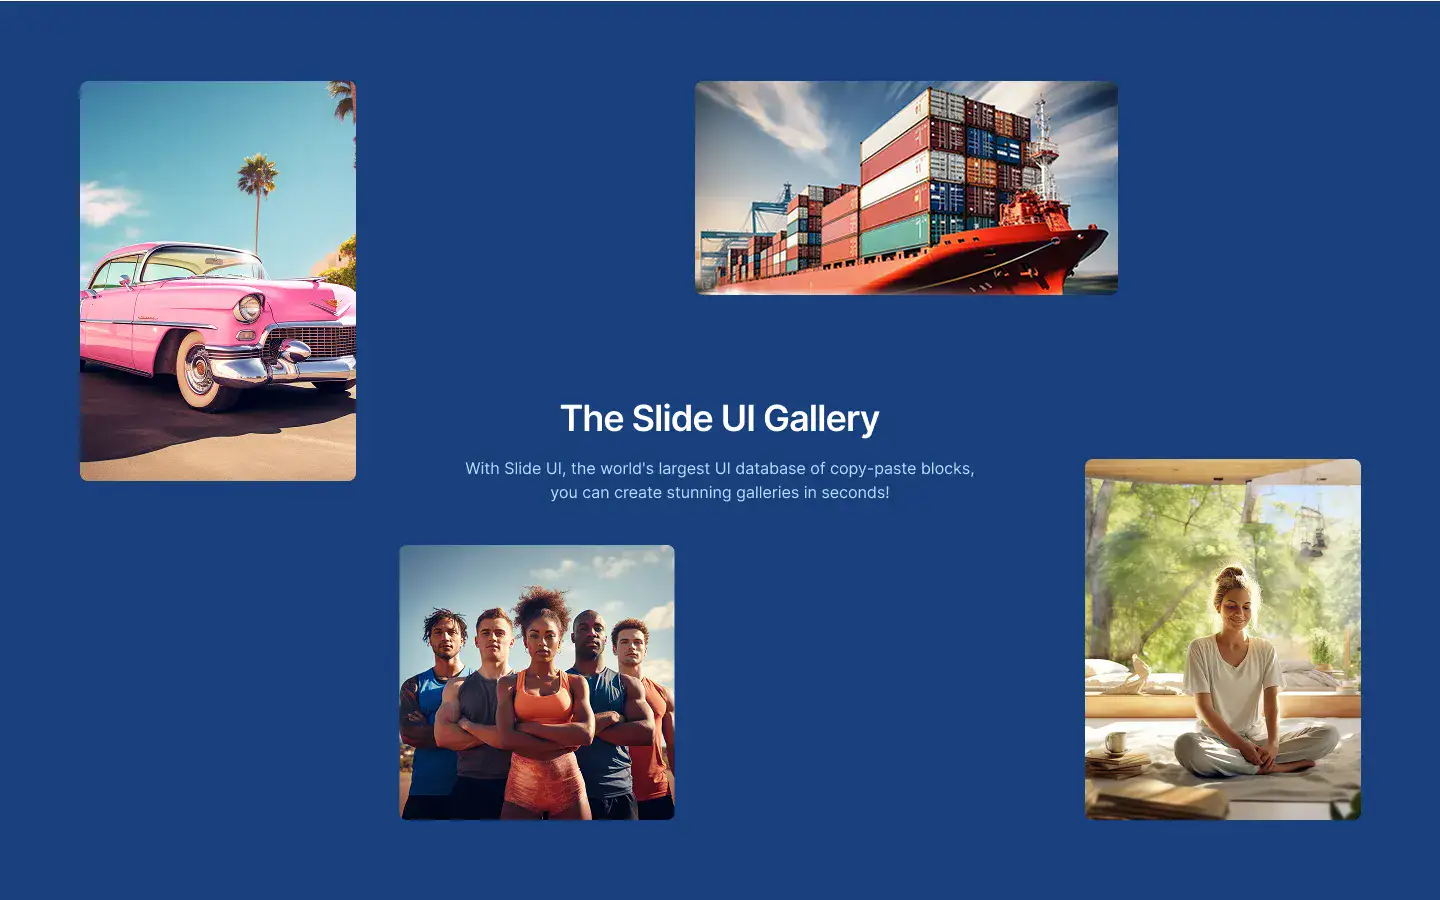 The Slide UI Gallery
With Slide UI, the world's largest UI database of copy-paste blocks,
you can create stunning galleries in seconds!